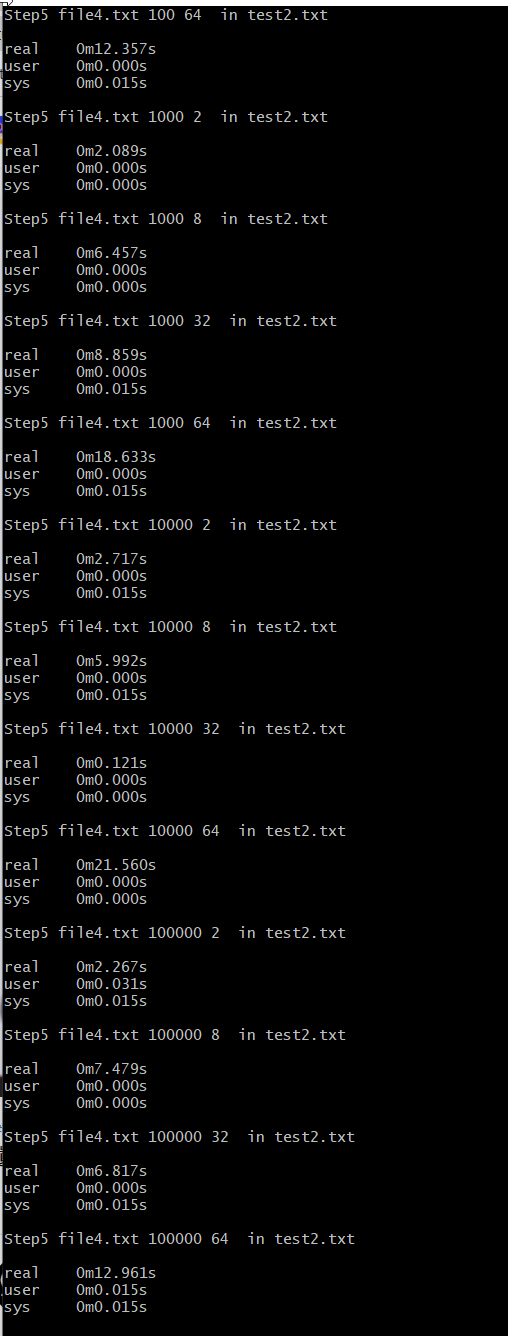 Step5 file4.txt 100 64  in test2.txt
real    0m12.357s
user    0m0.000s
sys     0m0.015s
Step5 file4.txt 1000 2  in test2.txt
real    0m2.089s
user    0m0.000s
sys     0m0.000s
Step5 file4.txt 1000 8  in test2.txt
real    0m6.457s
user    0m0.000s
sys     0m0.000s
Step5 file4.txt 1000 32  in test2.txt
real    0m8.859s
user    0m0.000s
sys     0m0.015s
Step5 file4.txt 1000 64  in test2.txt
real    0m18.633s
user    0m0.000s
sys     0m0.015s
Step5 file4.txt 10000 2  in test2.txt
real    0m2.717s
user    0m0.000s
sys     0m0.015s
Step5 file4.txt 10000 8  in test2.txt
real    0m5.992s
user    0m0.000s
sys     0m0.015s
Step5 file4.txt 10000 32  in test2.txt
real    0m0.121s
user    0m0.000s
sys     0m0.000s
Step5 file4.txt 10000 64  in test2.txt
real    0m21.560s
user    0m0.000s
sys     0m0.000s
Step5 file4.txt 100000 2  in test2.txt
real    0m2.267s
user    0m0.031s
sys     0m0.015s
Step5 file4.txt 100000 8  in test2.txt
real    0m7.479s
user    0m0.000s
sys     0m0.000s
Step5 file4.txt 100000 32  in test2.txt
real    0m6.817s
user    0m0.000s
sys     0m0.015s
Step5 file4.txt 100000 64  in test2.txt
real    0m12.961s
user    0m0.015s
sys     0m0.015s